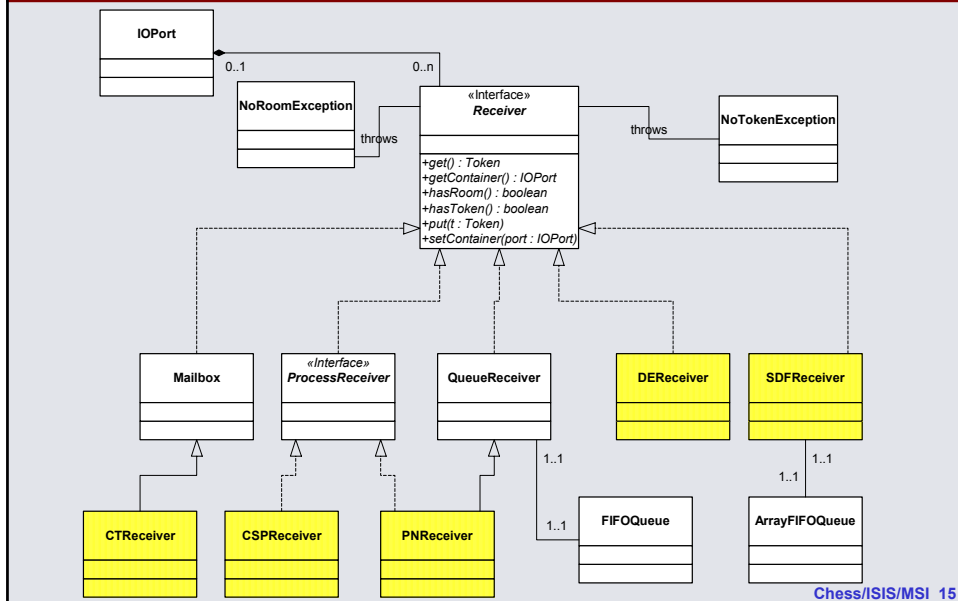 IOPort
0..1
0..n
NoRoomException
throws
«Interface»
Receiver
+get() : Token
+getContainer() : IOPort
+hasRoom() : boolean
+hasToken() : boolean
+put(t : Token)
+setContainer(port : IOPort)
throws
NoTokenException
Mailbox
«Interface»
ProcessReceiver
QueueReceiver
DEReceiver
SDFReceiver
1..1
1..1
1..1
1..1
CTReceiver
CSPReceiver
PNReceiver
FIFOQueue
ArrayFIFOQueue
Chess/ISIS/MSI 15